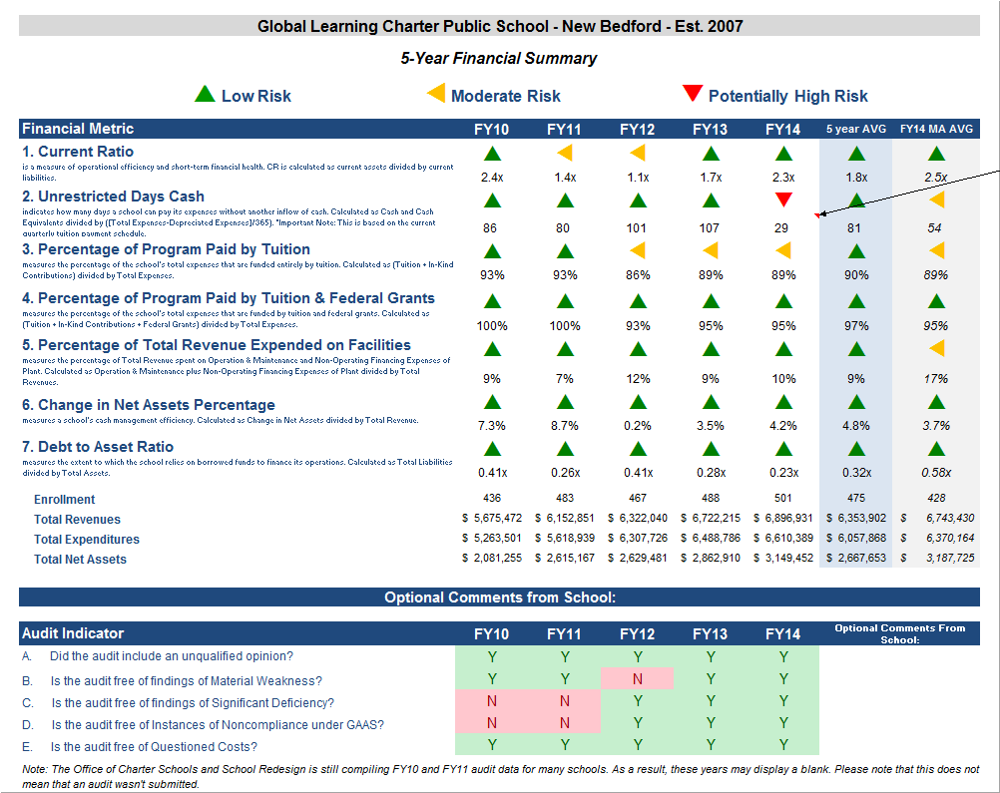 Global Learning Charter Public School - New Bedford - Est. 2007
5-Year Financial Summary
Low Risk Moderate Risk Potentially High Risk
Financial Metric FY10 FY11 FY12 FY13 FY14 5 year AVG FY14 MA AVG
1. Current Ratio
is a measure of operational efficiency and short-term financial health. CR is calculated as current assets divided by current
liabilities.
2.4x 1.4x 1.1x 1.7x 2.3x 1.8x 2.5x
2. Unrestricted Days Cash
indicates how many days a school can pay its expenses without another inflow of cash. Calculated as Cash and Cash
Equivalents divided by ([Total Expenses-Depreciated Expenses]/365). *Important Note: This is based on the current
quarterly tuition payment schedule.
86 80 101 107 29 81 54
3. Percentage of Program Paid by Tuition
measures the percentage of the school's total expenses that are funded entirely by tuition. Calculated as (Tuition + In-Kind
Contributions) divided by Total Expenses.
93% 93% 86% 89% 89% 90% 89%
4. Percentage of Program Paid by Tuition & Federal Grants
measures the percentage of the school's total expenses that are funded by tuition and federal grants. Calculated as
(Tuition + In-Kind Contributions + Federal Grants) divided by Total Expenses.
100% 100% 93% 95% 95% 97% 95%
5. Percentage of Total Revenue Expended on Facilities
measures the percentage of Total Revenue spent on Operation & Maintenance and Non-Operating Financing Expenses of
Plant. Calculated as Operation & Maintenance plus Non-Operating Financing Expenses of Plant divided by Total
Revenues.
9% 7% 12% 9% 10% 9% 17%
6. Change in Net Assets Percentage
measures a school's cash management efficiency. Calculated as Change in Net Assets divided by Total Revenue.
7.3% 8.7% 0.2% 3.5% 4.2% 4.8% 3.7%
7. Debt to Asset Ratio
measures the extent to which the school relies on borrowed funds to finance its operations. Calculated as Total Liabilities
divided by Total Assets.
0.41x 0.26x 0.41x 0.28x 0.23x 0.32x 0.58x
Enrollment 436 483 467 488 501 475 428
Total Revenues $ 5,675,472 $ 6,152,851 $ 6,322,040 $ 6,722,215 $ 6,896,931 $ 6,353,902 $ 6,743,430
Total Expenditures $ 5,263,501 $ 5,618,939 $ 6,307,726 $ 6,488,786 $ 6,610,389 $ 6,057,868 $ 6,370,164
Total Net Assets $ 2,081,255 $ 2,615,167 $ 2,629,481 $ 2,862,910 $ 3,149,452 $ 2,667,653 $ 3,187,725
Optional Comments from School:
Audit Indicator FY10 FY11 FY12 FY13 FY14 Optional Comments From
School:
A. Did the audit include an unqualified opinion? Y Y Y Y Y
B. Is the audit free of findings of Material Weakness? Y Y N Y Y
C. Is the audit free of findings of Significant Deficiency? N N Y Y Y
D. Is the audit free of Instances of Noncompliance under GAAS? N N Y Y Y
E. Is the audit free of Questioned Costs? Y Y Y Y Y
Note: The Office of Charter Schools and School Redesign is still compiling FY10 and FY11 audit data for many schools. As a result, these years may display a blank. Please note that this does not
mean that an audit wasn't submitted.